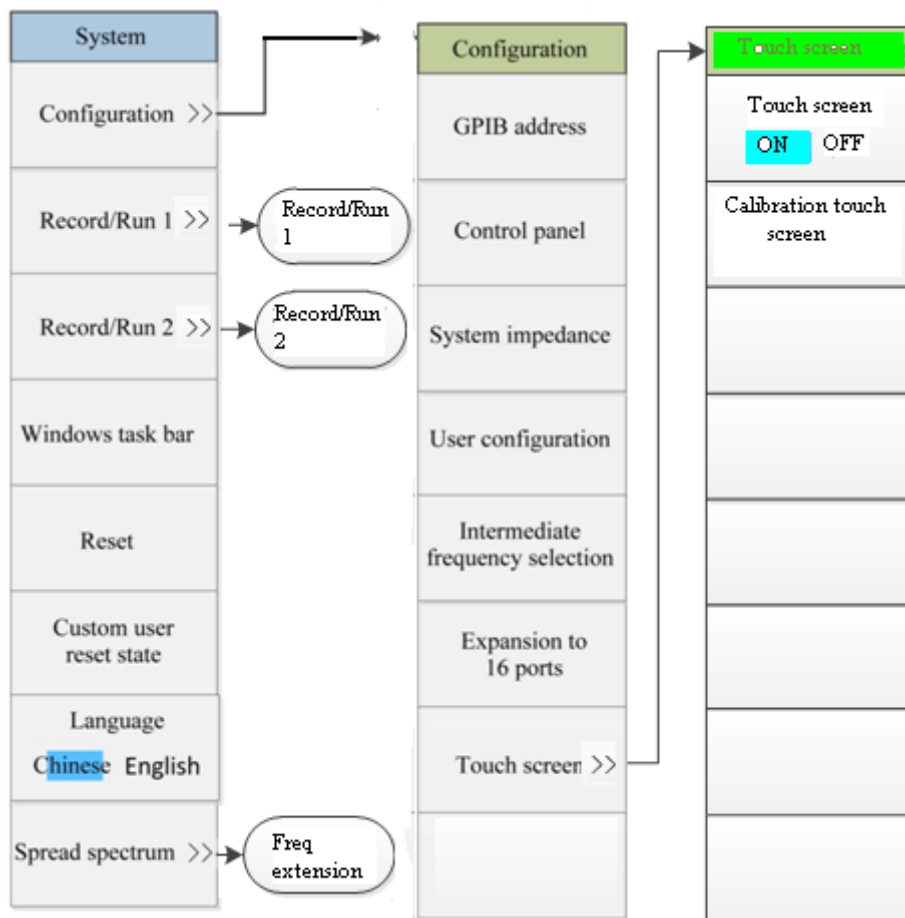 System
Configuration >>
Record/Run 1 >>
Record/Run 2 >>
Windows task bar
Reset
Custom user
reset state
Language
Chinese English
Spread spectrum >>
Record/Run
1
Record/Run
2
Freq
extension
Configuration
GPIB address
Control panel
System impedance
User configuration
Intermediate
frequency selection
Expansion to
16 ports
Touch screen >>
Touch screen
Touch screen
ON OFF
Calibration touch
screen